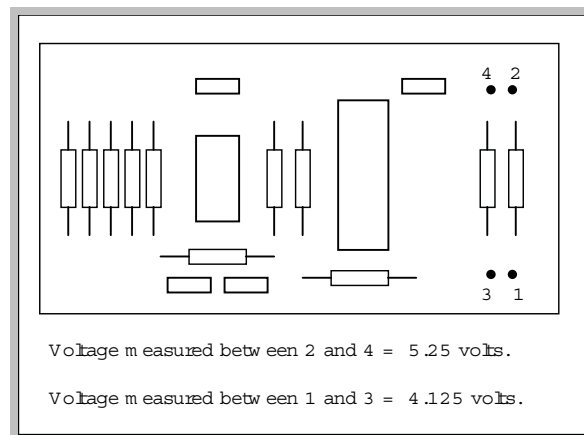 4 2
3 1
Voltage measured between 2 and 4 = 5.25 volts.
Voltage measured between 1 and 3 = 4.125 volts.